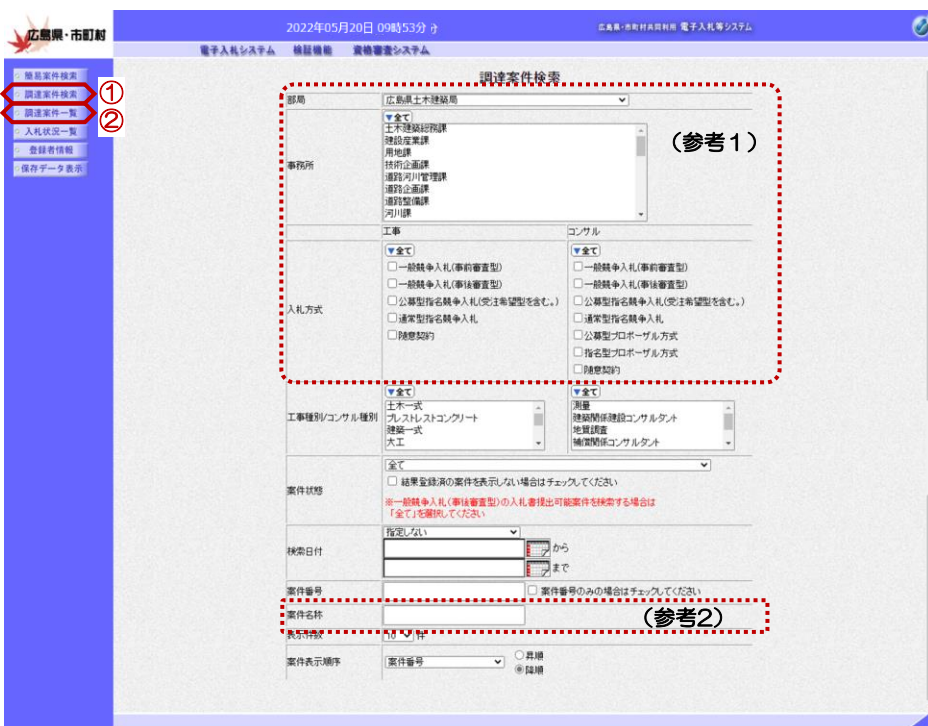 広島県・市町村
2022年05月20日 09時53分
広島県・市町村共同利用 電子入札等システム
電子入札システム 検証機能 資格審査システム
簡易案件検索
調達案件検索 ①
調達案件一覧 ②
入札状況一覧
登録者情報
保存データ表示
調達案件検索
部局 広島県土木建築局
事務所
▼全て
土木建築総務課
建設産業課
用地課
技術企画課
道路河川管理課
道路企画課
道路整備課
河川課
(参考1)
入札方式
工事
▼全て
一般競争入札(事前審査型)
一般競争入札(事後審査型)
公募型指名競争入札(受注希望型を含む。)
通常型指名競争入札
随意契約
コンサル
▼全て
一般競争入札(事前審査型)
一般競争入札(事後審査型)
公募型指名競争入札(受注希望型を含む。)
通常型指名競争入札
公募型プロポーザル方式
指名型プロポーザル方式
随意契約
工事種別/コンサル種別
▼全て
土木一式
プレストレストコンクリート
建築一式
大工
▼全て
測量
建築関係建設コンサルタント
地質調査
補償関係コンサルタント
案件状態
全て
結果登録済の案件を表示しない場合はチェックしてください
※一般競争入札(事後審査型)の入札書提出可能案件を検索する場合は
「全て」を選択してください
検索日付
指定しない
から
まで
案件番号 案件番号のみの場合はチェックしてください
案件名称 (参考2)
表示件数 10 件
案件表示順序 案件番号
昇順
降順